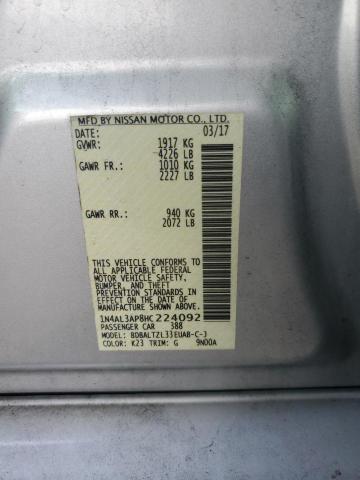 MFD BY NISSAN MOTOR CO., LTD.
DATE: 03/17
GVWR: 1917 KG
4226 LB
GAWR FR.: 1010 KG
2227 LB
GAWR RR.: 940 KG
2072 LB
THIS VEHICLE CONFORMS TO ALL
APPLICABLE FEDERAL
MOTOR VEHICLE SAFETY,
BUMPER, AND THEFT
PREVENTION STANDARDS
IN EFFECT ON THE DATE OF
MANUFACTURE SHOWN ABOVE.
1N4AL3AP8HC224092
PASSENGER CAR 388
MODEL: BDBALTZL33EUAB-C-J
COLOR: K23 TRIM: G 9N00A